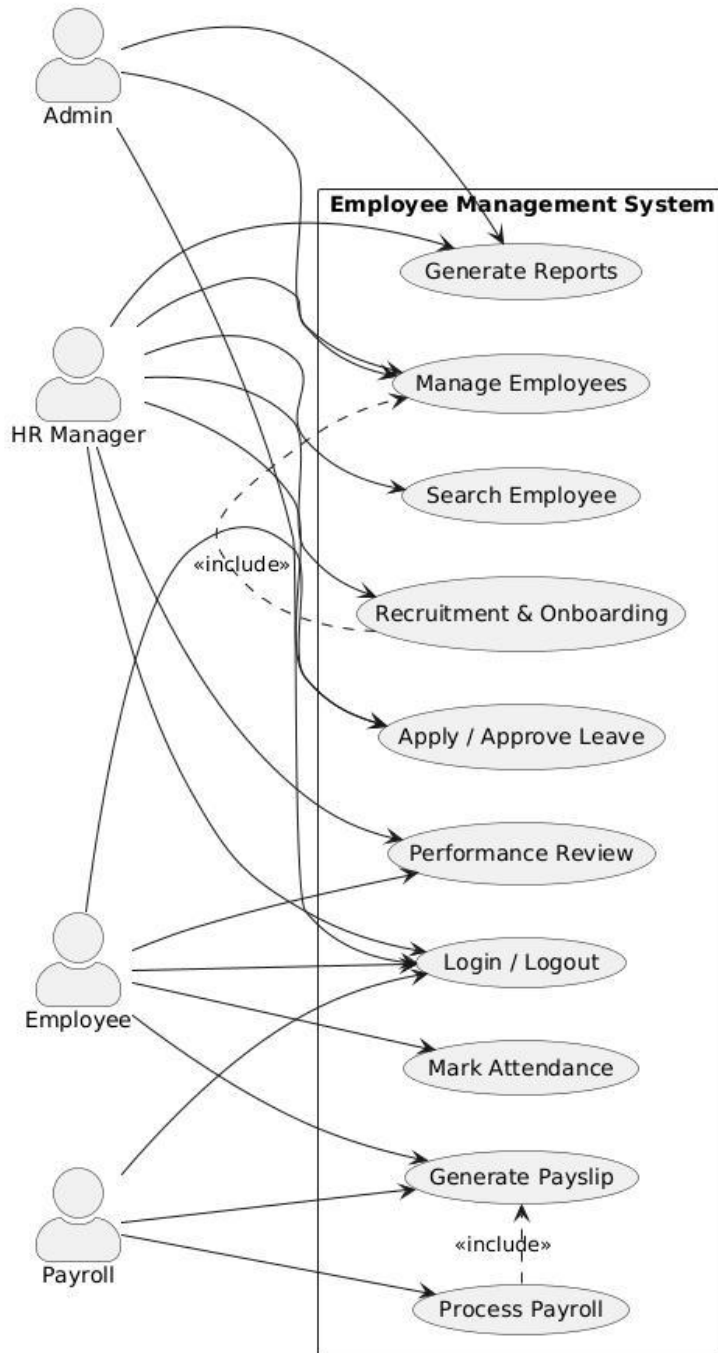 Admin
Employee Management System
Generate Reports
Manage Employees
HR Manager
Search Employee
«include»
Recruitment & Onboarding
Apply / Approve Leave
Performance Review
Login / Logout
Employee
Mark Attendance
Generate Payslip
«include»
Payroll
Process Payroll